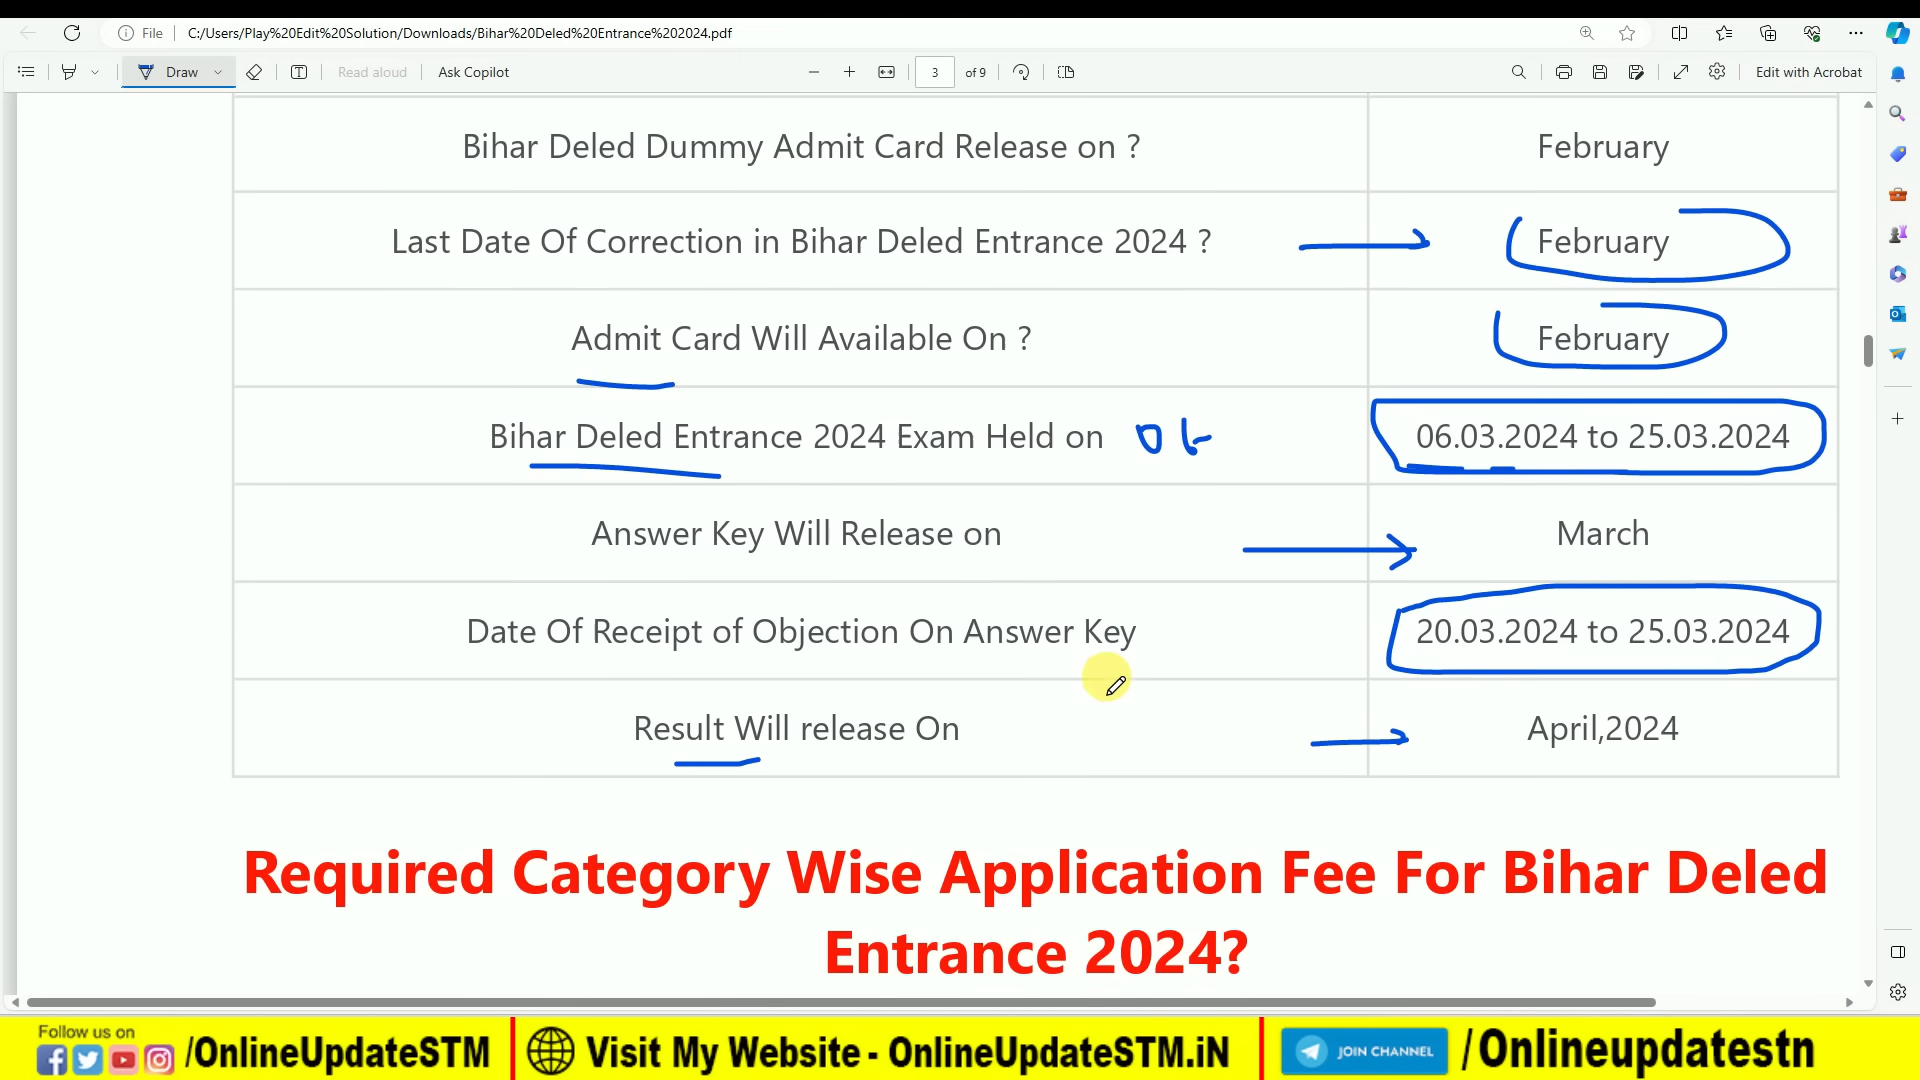 File
C:/Users/Play%20Edit%20Solution/Downloads/Bihar%20Deled%20Entrance%202024.pdf
Draw
Read aloud
Ask Copilot
3
of 9
Edit with Acrobat
Bihar Deled Dummy Admit Card Release on ? February
Last Date Of Correction in Bihar Deled Entrance 2024 ? February
Admit Card Will Available On ? February
Bihar Deled Entrance 2024 Exam Held on 06.03.2024 to 25.03.2024
Answer Key Will Release on March
Date Of Receipt of Objection On Answer Key 20.03.2024 to 25.03.2024
Result Will release On April,2024
Required Category Wise Application Fee For Bihar Deled
Entrance 2024?
Follow us on
/OnlineUpdateSTM
Visit My Website - OnlineUpdateSTM.iN
JOIN CHANNEL
/Onlineupdatestn